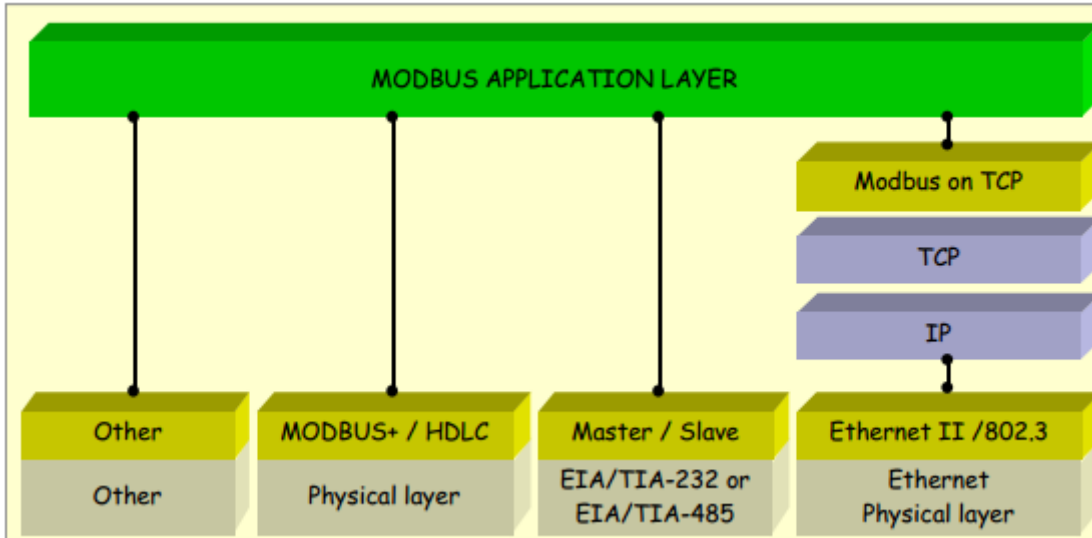 MODBUS APPLICATION LAYER
Modbus on TCP
TCP
IP
Other
MODBUS+ / HDLC
Master / Slave
Ethernet II /802.3
Other
Physical layer
EIA/TIA-232 or
EIA/TIA-485
Ethernet
Physical layer